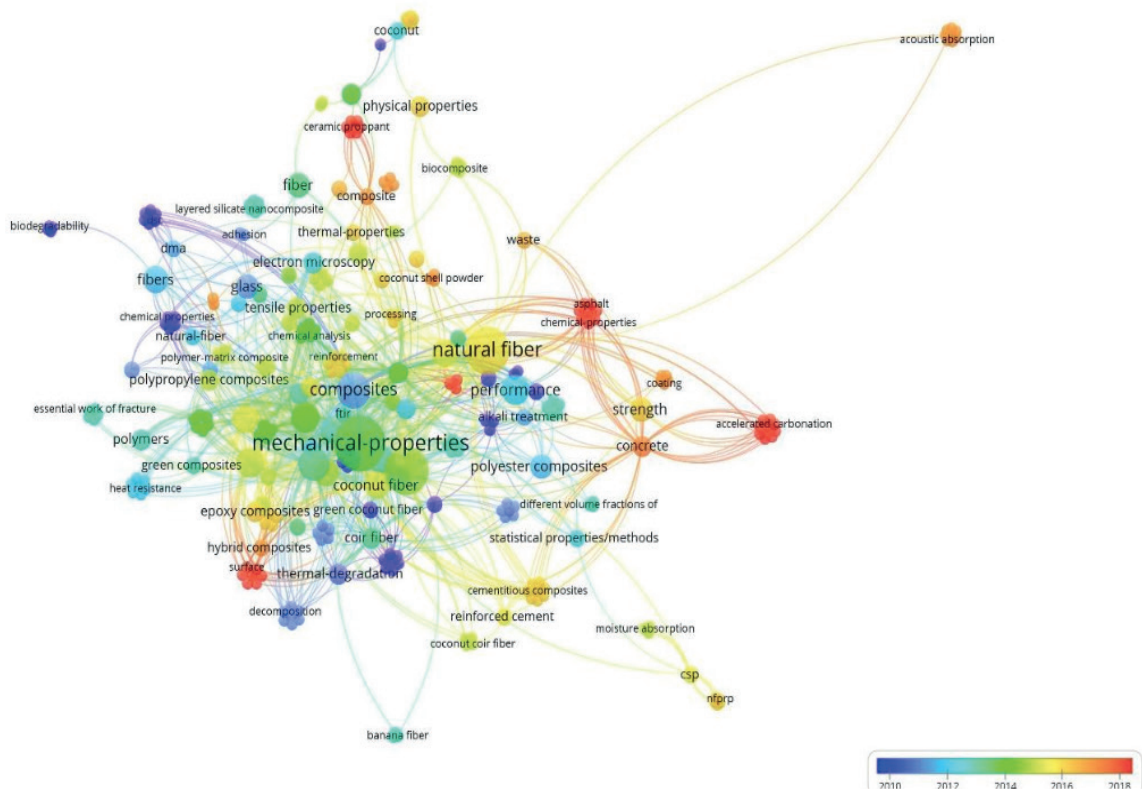 coconut
acoustic absorption
physical properties
ceramic proppant
biocomposite
fiber
composite
layered silicate nanocomposite
biodegradability
adhesion
thermal-properties
waste
dma
electron microscopy
fibers
glass
coconut shell powder
asphalt
tensile properties
chemical properties
processing
chemical-properties
natural-fiber
chemical analysis
natural fiber
polymer-matrix composite
reinforcement
polypropylene composites
composites
performance
coating
essential work of fracture
ftir
alkali treatment
strength
accelerated carbonation
polymers
mechanical-properties
concrete
green composites
polyester composites
heat resistance
coconut fiber
epoxy composites
green coconut fiber
different volume fractions of
coir fiber
statistical properties/methods
hybrid composites
surface
thermal-degradation
cementitious composites
decomposition
reinforced cement
moisture absorption
coconut coir fiber
csp
nfprp
banana fiber
2010 2012 2014 2016 2018